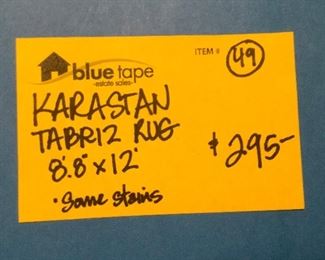 blue tape
-estate sales-
ITEM # 49
KARASTAN
TABRIZ RUG
8'.8" x 12'
$295-
• Some stains